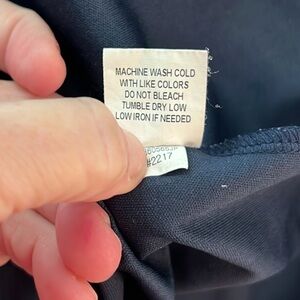 MACHINE WASH COLD
WITH LIKE COLORS
DO NOT BLEACH
TUMBLE DRY LOW
LOW IRON IF NEEDED
#2217